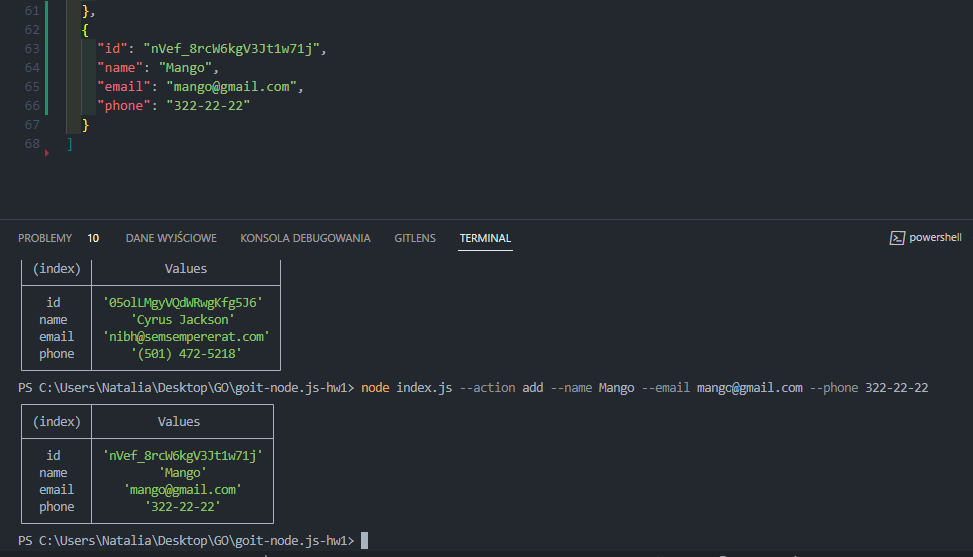 61 },
62 {
63 "id": "nVef_8rcW6kgV3Jt1w71j",
64 "name": "Mango",
65 "email": "mango@gmail.com",
66 "phone": "322-22-22"
67 }
68 ]
PROBLEMY 10 DANE WYJŚCIOWE KONSOLA DEBUGOWANIA GITLENS TERMINAL powershell
(index) Values
id '05olLMgyVQdWRwgKfg5J6'
name 'Cyrus Jackson'
email 'nibh@semsempererat.com'
phone '(501) 472-5218'
PS C:\Users\Natalia\Desktop\GO\goit-node.js-hw1> node index.js --action add --name Mango --email mango@gmail.com --phone 322-22-22
(index) Values
id 'nVef_8rcW6kgV3Jt1w71j'
name 'Mango'
email 'mango@gmail.com'
phone '322-22-22'
PS C:\Users\Natalia\Desktop\GO\goit-node.js-hw1>